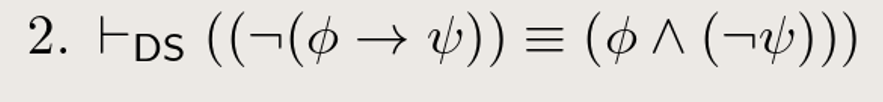 2. ⊢DS ((¬(ϕ → ψ)) ≡ (ϕ ∧ (¬ψ)))